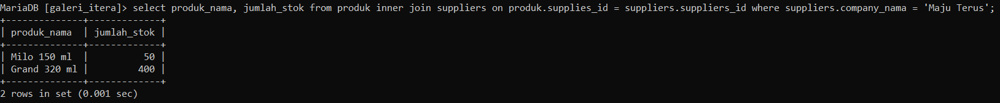 MariaDB [galeri_itera]> select produk_nama, jumlah_stok from produk inner join suppliers on produk.supplies_id = suppliers.suppliers_id where suppliers.company_nama = 'Maju Terus';
+--------------+-------------+
| produk_nama  | jumlah_stok |
+--------------+-------------+
| Milo 150 ml  |          50 |
| Grand 320 ml |         400 |
+--------------+-------------+
2 rows in set (0.001 sec)